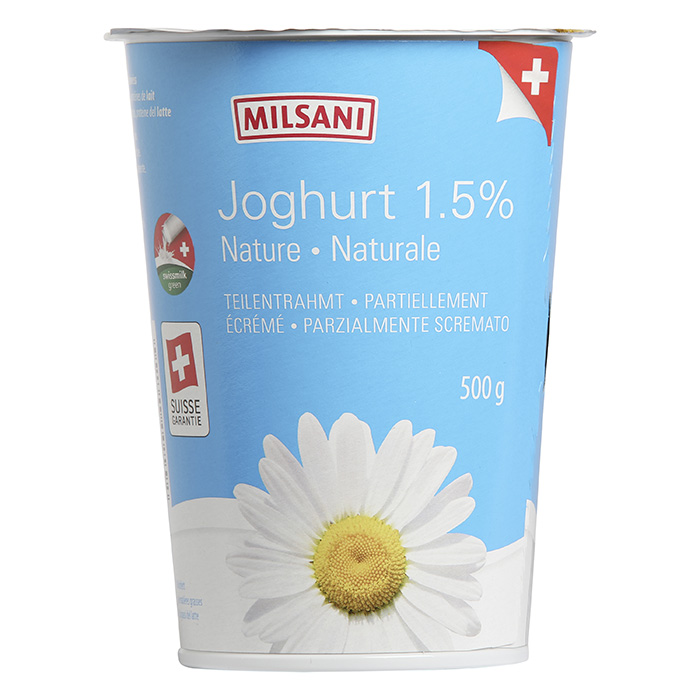 MILSANI
Joghurt 1.5%
Nature • Naturale
TEILENTRAHMT • PARTIELLEMENT
ÉCRÉMÉ • PARZIALMENTE SCREMATO
500 g
swissmilk
green
SUISSE
GARANTIE